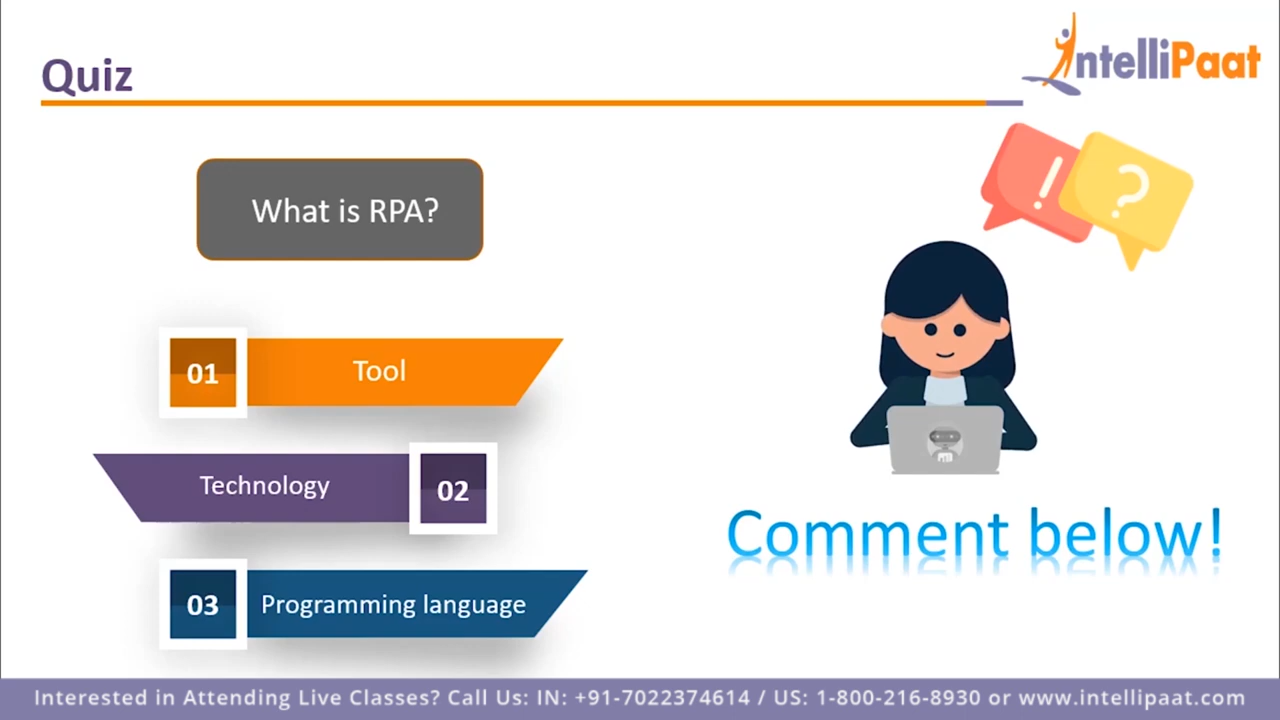 Quiz
IntelliPaat
What is RPA?
!
?
01
Tool
Technology
02
03
Programming language
Comment below!
Interested in Attending Live Classes? Call Us: IN: +91-7022374614 / US: 1-800-216-8930 or www.intellipaat.com